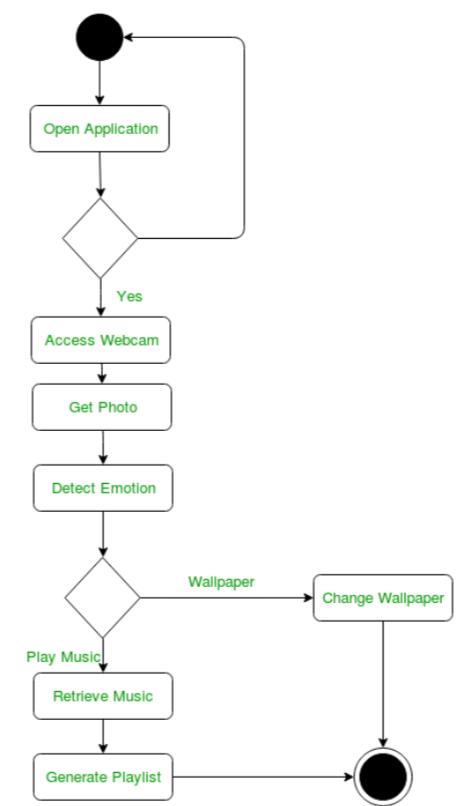 Open Application
Yes
Access Webcam
Get Photo
Detect Emotion
Wallpaper
Change Wallpaper
Play Music
Retrieve Music
Generate Playlist